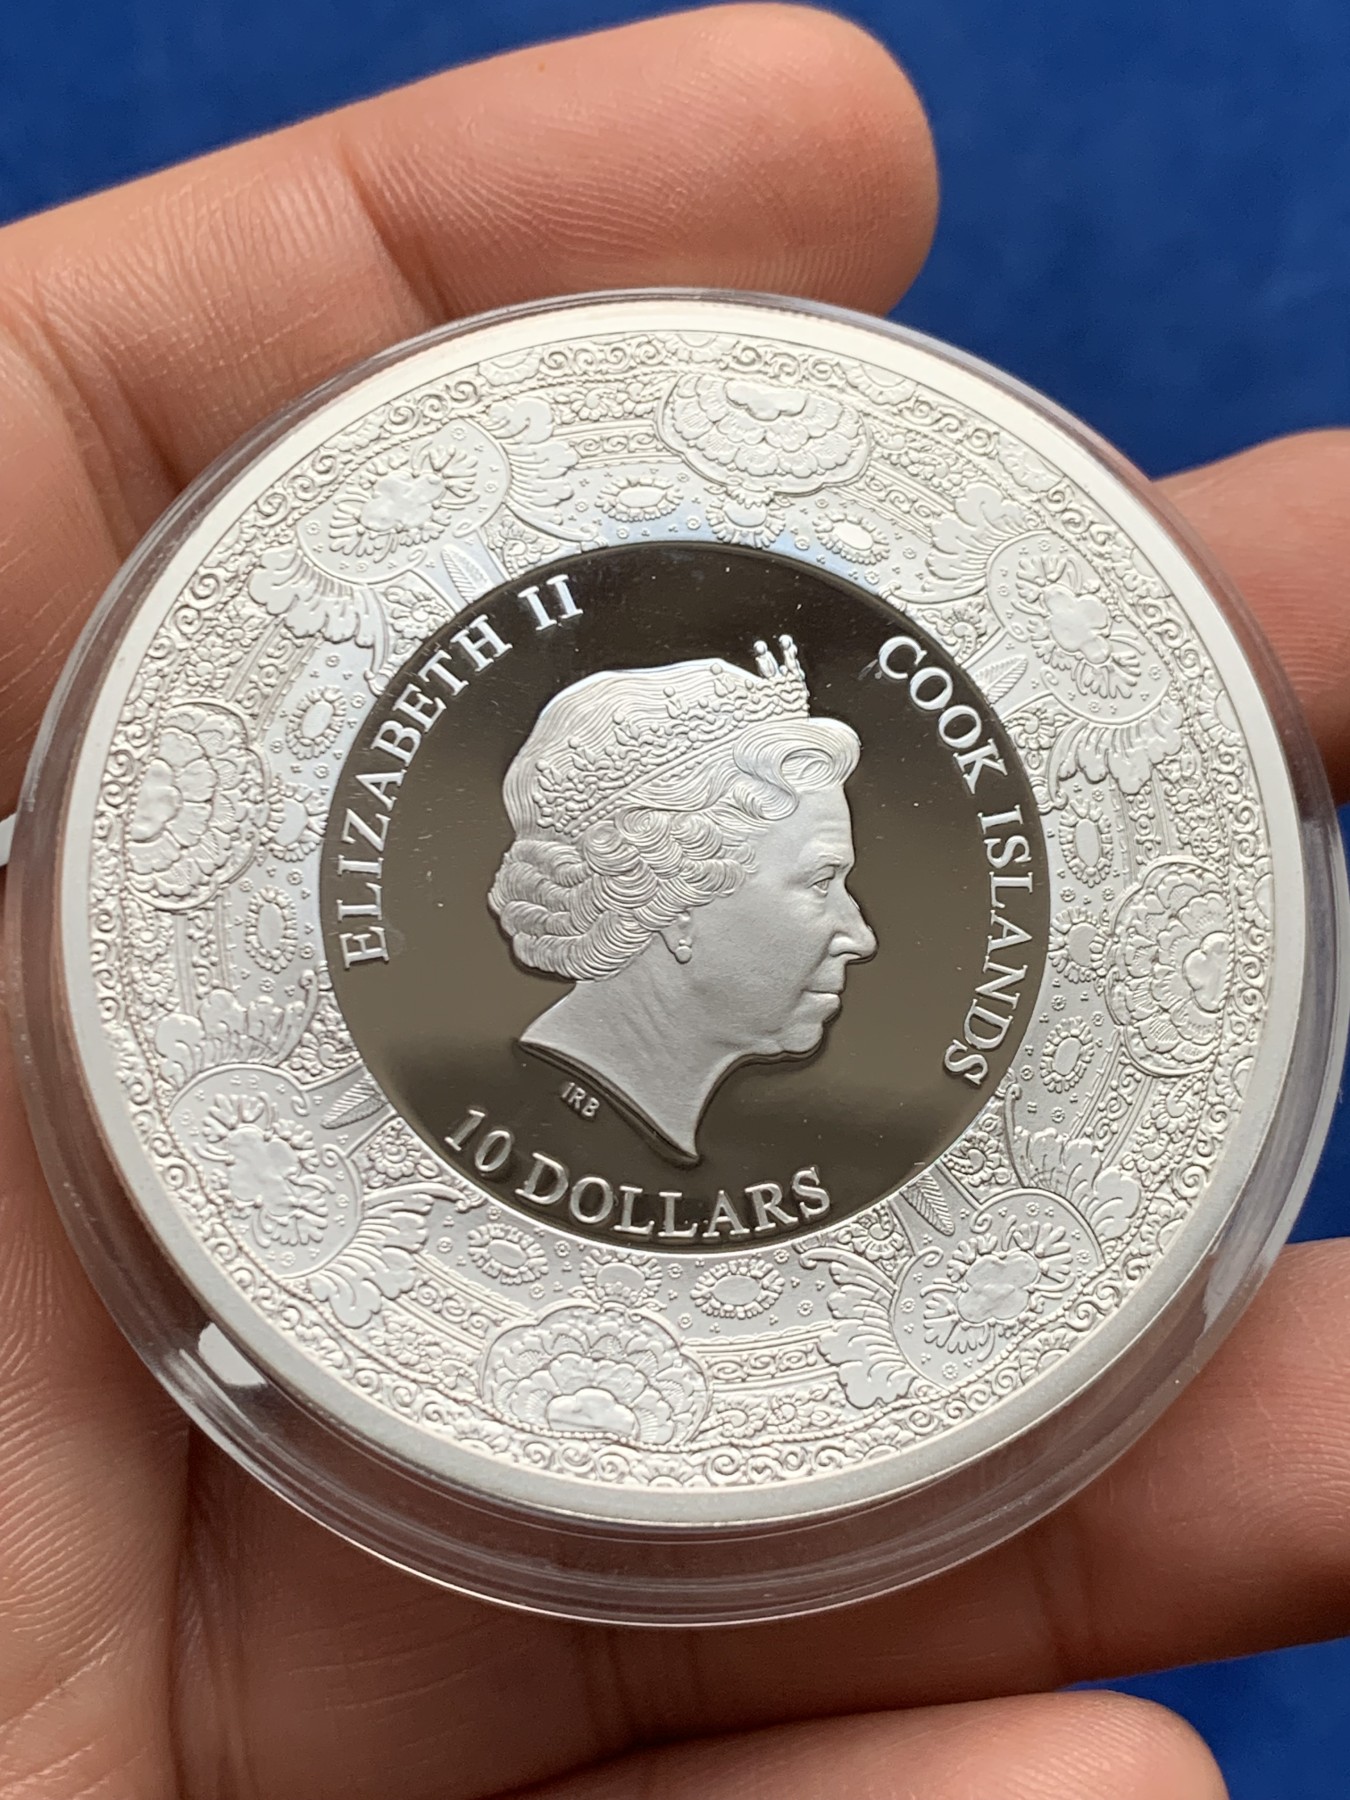 ELIZABETH II
COOK ISLANDS
IRB
10 DOLLARS